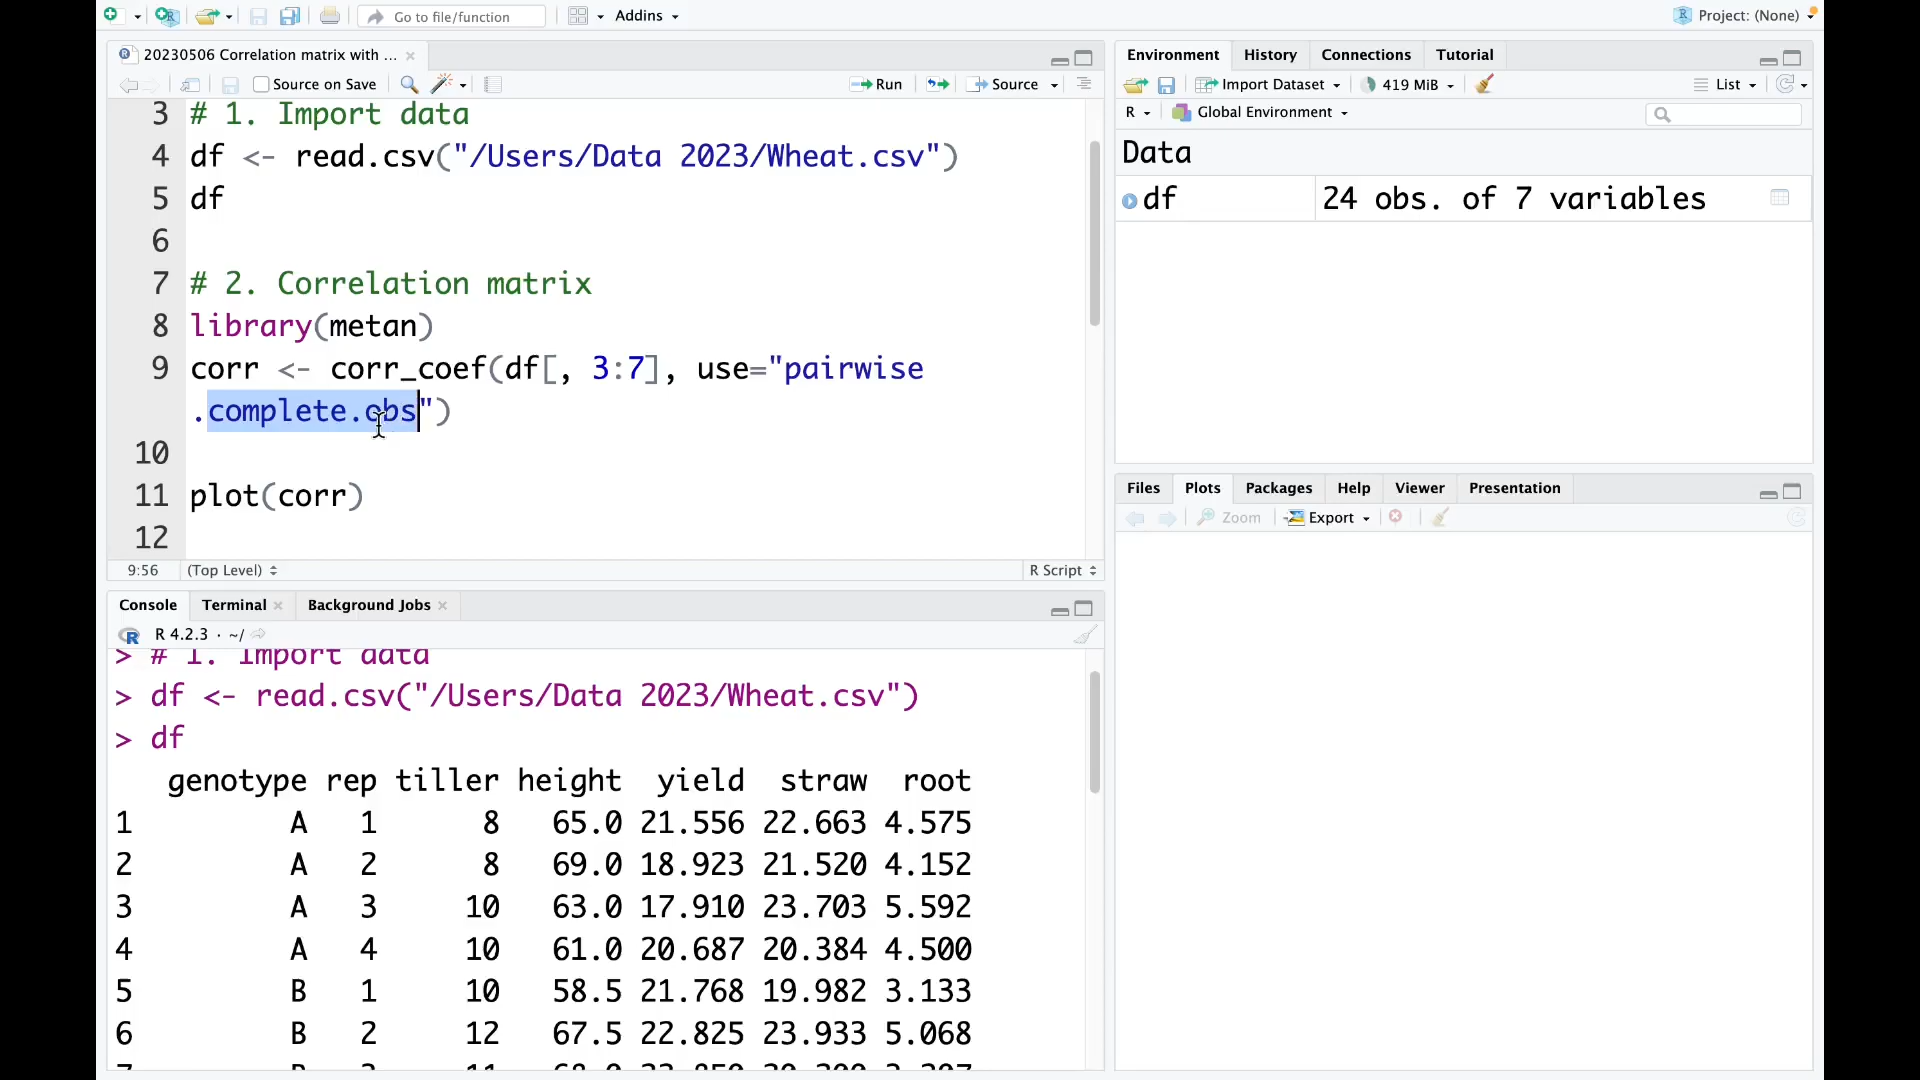 Go to file/function
Addins
Project: (None)
20230506 Correlation matrix with ...
Source on Save
Run
Source
3 # 1. Import data
4 df <- read.csv("/Users/Data 2023/Wheat.csv")
5 df
6
7 # 2. Correlation matrix
8 library(metan)
9 corr <- corr_coef(df[, 3:7], use="pairwise
.complete.obs")
10
11 plot(corr)
12
9:56 (Top Level) R Script
Console Terminal Background Jobs
R 4.2.3 · ~/
> # 1. Import data
> df <- read.csv("/Users/Data 2023/Wheat.csv")
> df
genotype rep tiller height yield straw root
1 A 1 8 65.0 21.556 22.663 4.575
2 A 2 8 69.0 18.923 21.520 4.152
3 A 3 10 63.0 17.910 23.703 5.592
4 A 4 10 61.0 20.687 20.384 4.500
5 B 1 10 58.5 21.768 19.982 3.133
6 B 2 12 67.5 22.825 23.933 5.068
Environment History Connections Tutorial
Import Dataset 419 MiB List
R Global Environment
Data
df 24 obs. of 7 variables
Files Plots Packages Help Viewer Presentation
Zoom Export